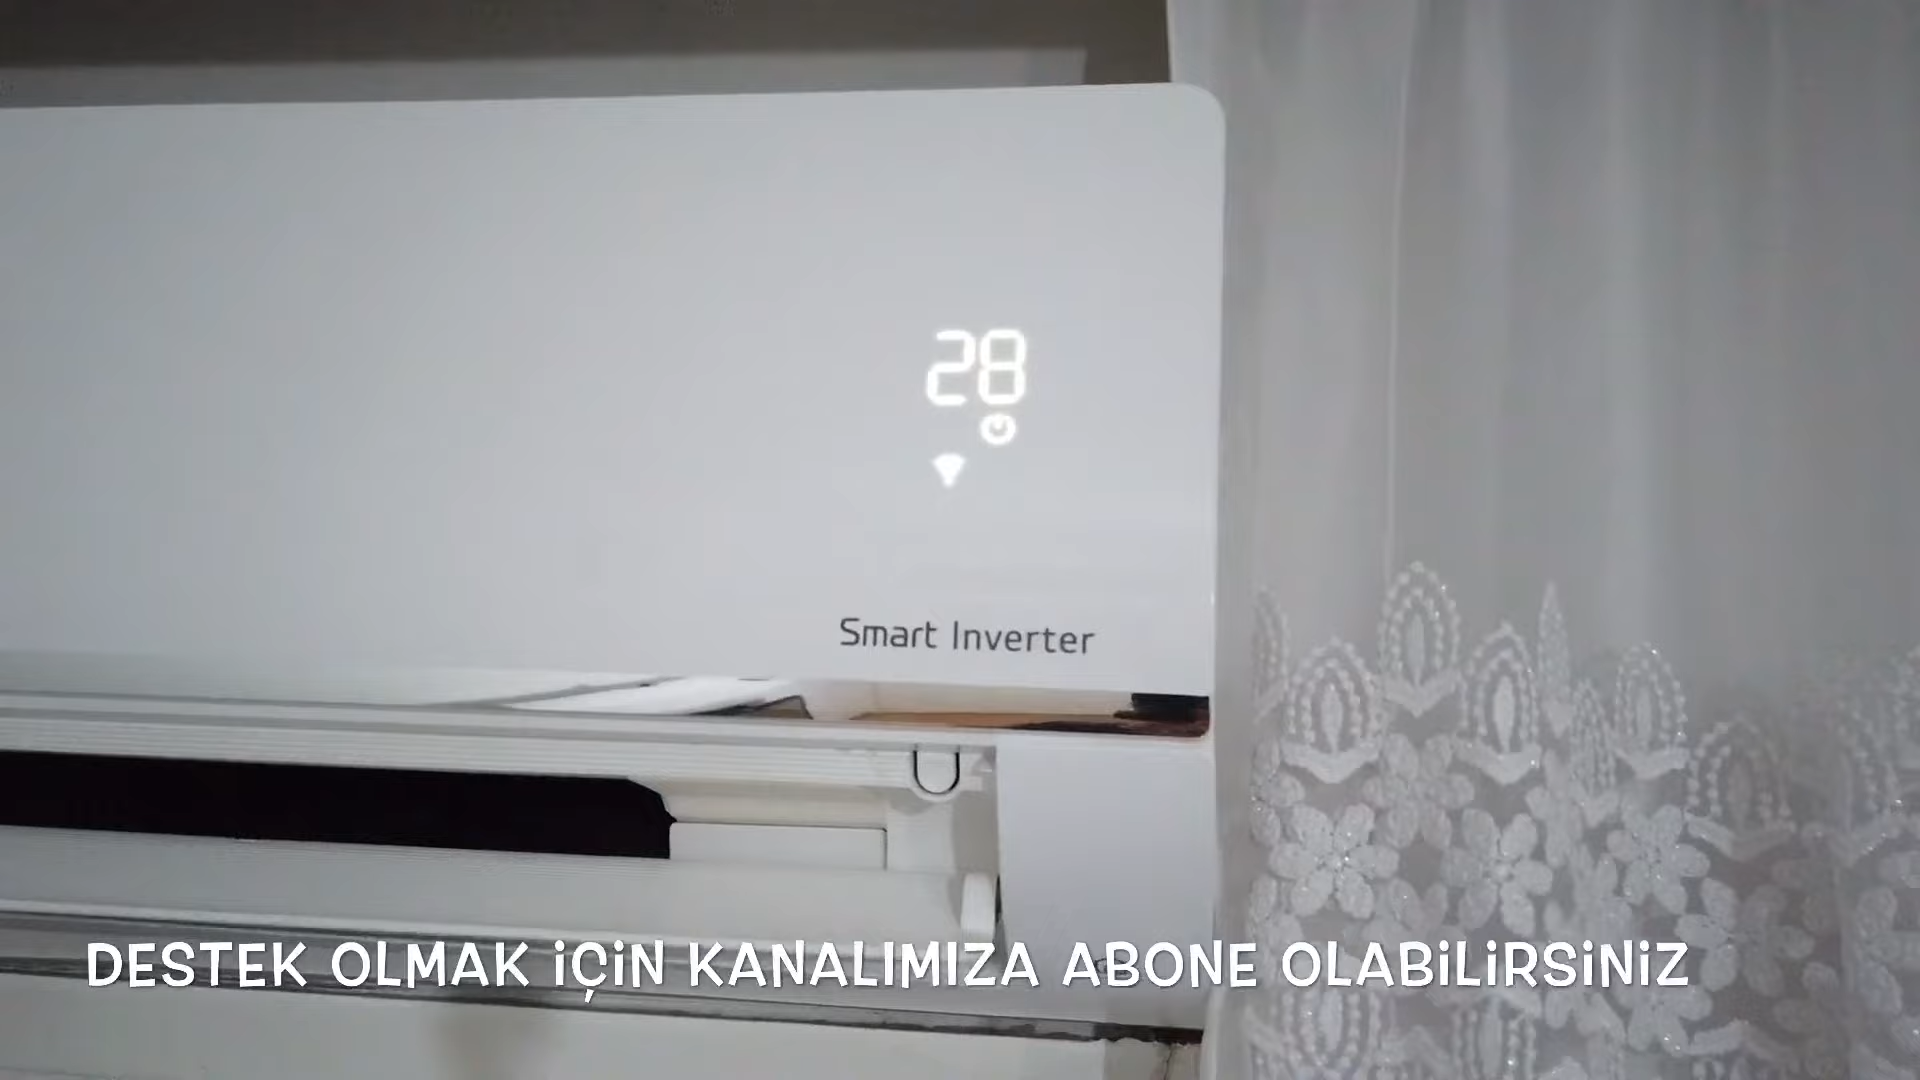 28
Smart Inverter
DESTEK OLMAK İÇİN KANALIMIZA ABONE OLABİLİRSİNİZ